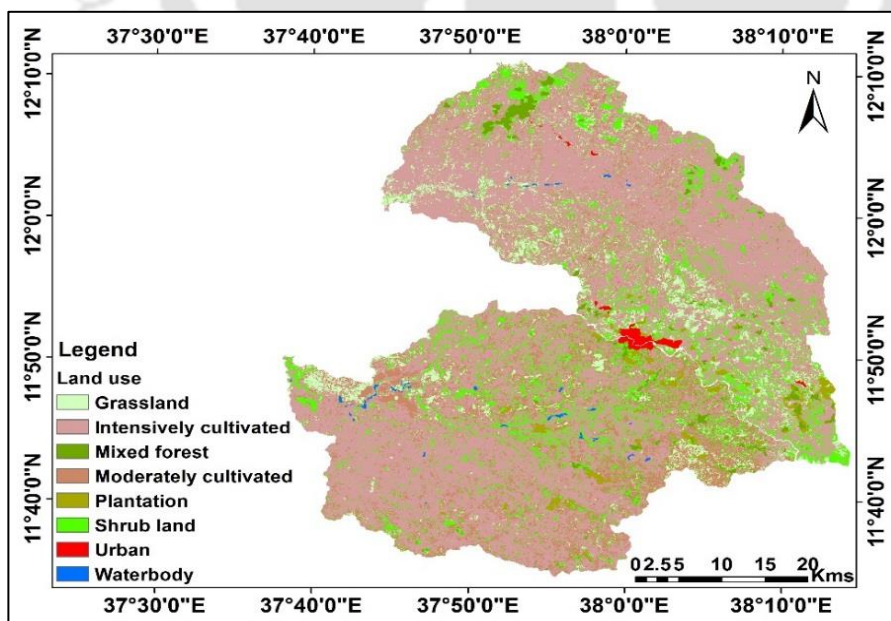 37°30'0"E 37°40'0"E 37°50'0"E 38°0'0"E 38°10'0"E
12°10'0"N 12°10'0"N
N
12°0'0"N 12°0'0"N
11°50'0"N 11°50'0"N
Legend
Land use
Grassland
Intensively cultivated
Mixed forest
Moderately cultivated
Plantation
Shrub land
Urban
Waterbody
11°40'0"N 11°40'0"N
0 2.5 5 10 15 20
Kms
37°30'0"E 37°40'0"E 37°50'0"E 38°0'0"E 38°10'0"E